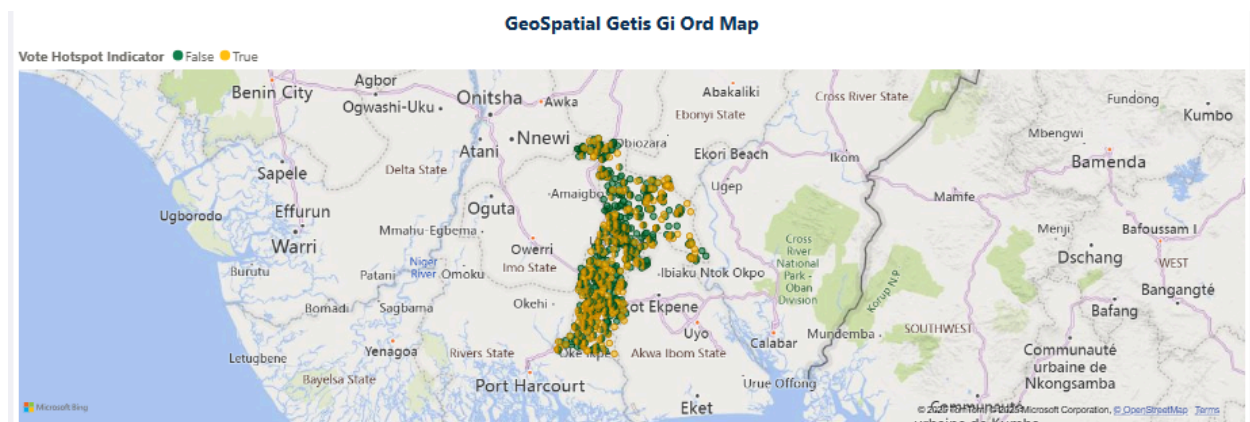 GeoSpatial Getis Gi Ord Map
Vote Hotspot Indicator False True
Agbor
Abakaliki
Cross River State
Fundong
Benin City
Ogwashi-Uku
Onitsha
Awka
Ebonyi State
Kumbo
Nnewi
Obiozara
Mbengwi
Atani
Ekori Beach
Ikom
Bamenda
Sapele
Delta State
Amaigbo
Ugep
Mamfe
Ugborodo
Effurun
Oguta
Warri
Mmahu-Egbema
Menji
Bafoussam I
Owerri
Cross
River
National
Park -
Oban
Division
Dschang
WEST
Burutu
Patani
Niger
River
Omoku
Imo State
Ibiaku Ntok Okpo
Korup N.P.
Bangangté
Bomadi
Sagbama
Okehi
ot Ekpene
Bafang
Uyo
Mundemba
SOUTHWEST
Letugbene
Yenagoa
Rivers State
Akwa Ibom State
Calabar
Communauté
urbaine de
Nkongsamba
Bayelsa State
Port Harcourt
Urue Offong
Eket
Microsoft Bing
Microsoft Corporation, © OpenStreetMap Terms